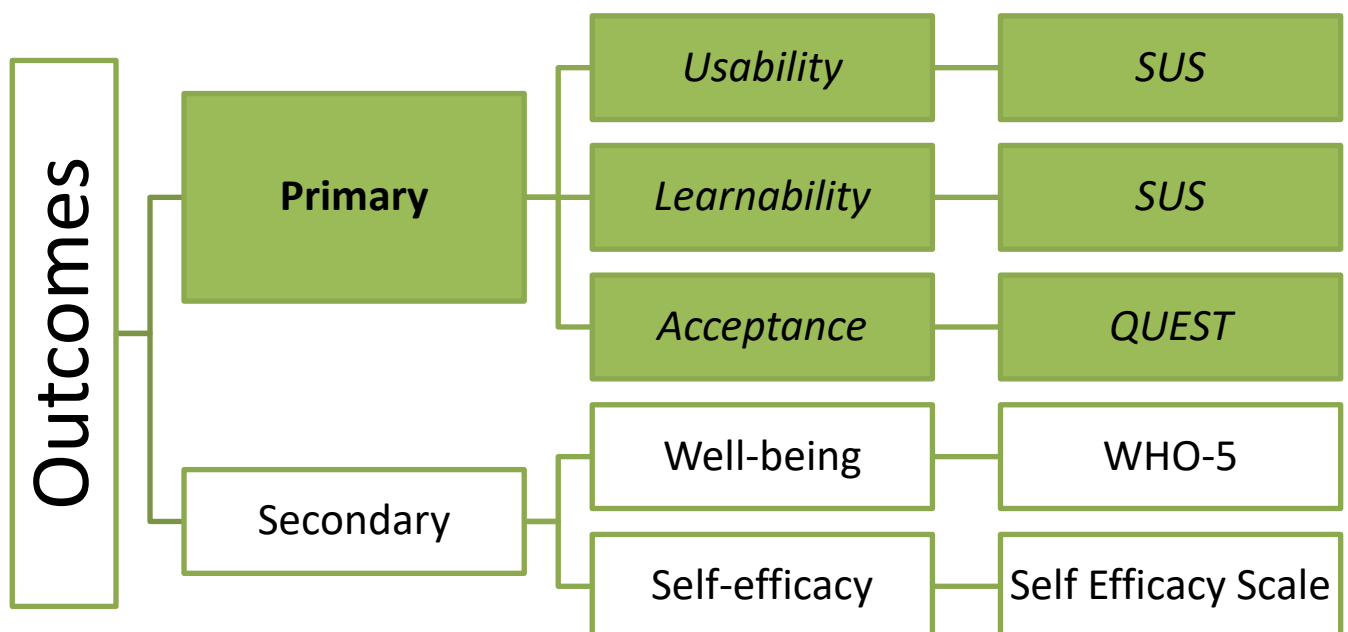 Outcomes
Primary
Usability
SUS
Learnability
SUS
Acceptance
QUEST
Secondary
Well-being
WHO-5
Self-efficacy
Self Efficacy Scale